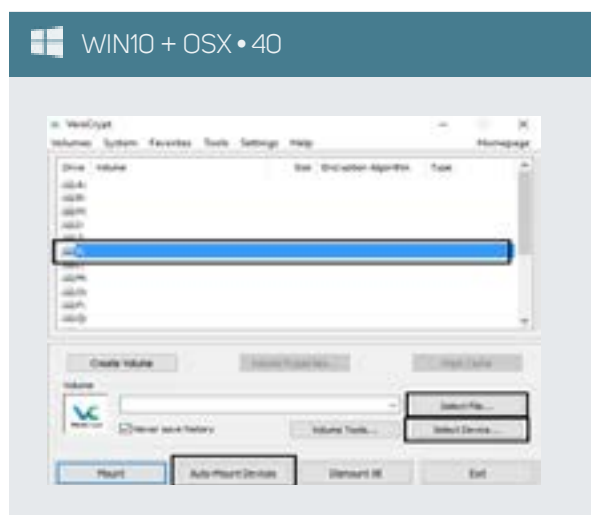 WIN10 + OSX • 40
VeraCrypt
Volumes System Favorites Tools Settings Help Homepage
Drive Volume Size Encryption Algorithm Type
Create Volume Volume Properties... Wipe Cache
Volume
Select File...
VC
Never save history Volume Tools... Select Device...
Mount Auto-Mount Devices Dismount All Exit